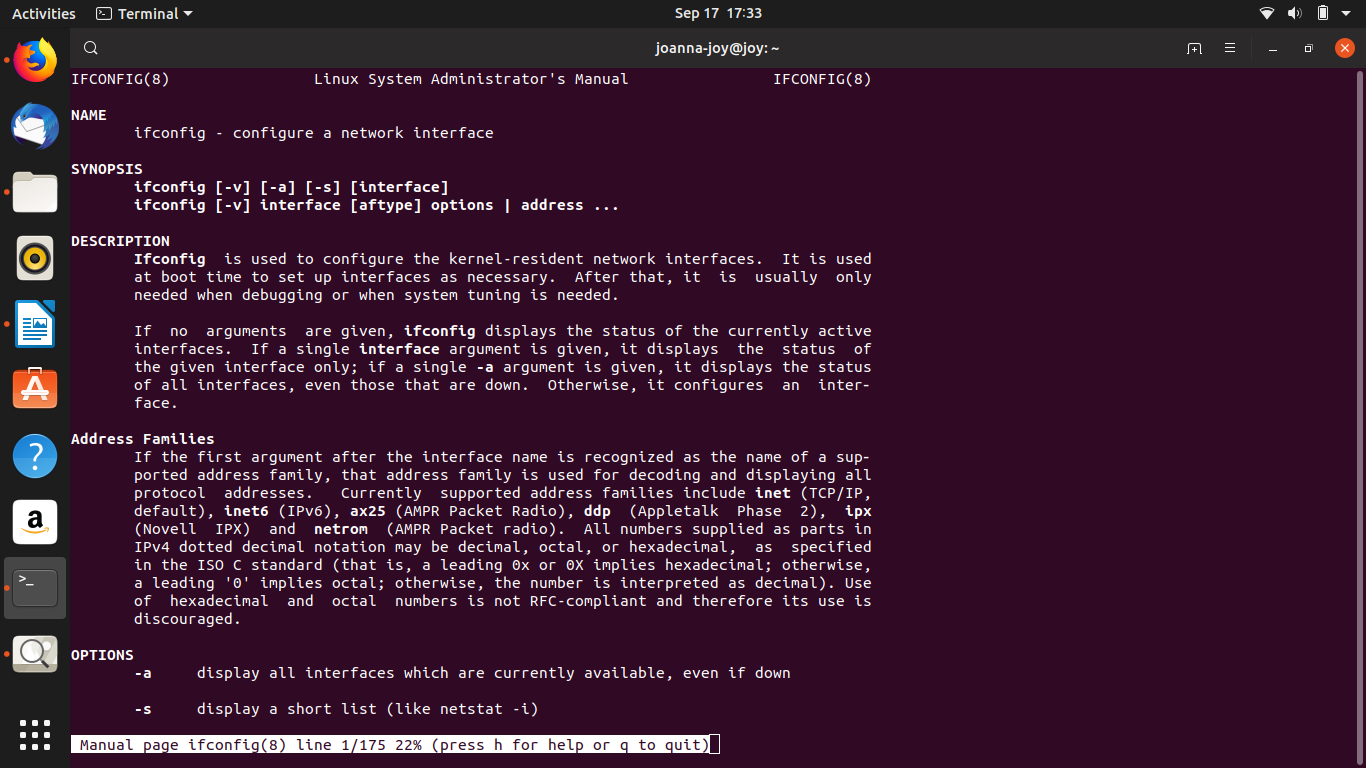 Activities Terminal Sep 17 17:33
joanna-joy@joy: ~
IFCONFIG(8)                Linux System Administrator's Manual                IFCONFIG(8)
NAME
ifconfig - configure a network interface
SYNOPSIS
ifconfig [-v] [-a] [-s] [interface]
ifconfig [-v] interface [aftype] options | address ...
DESCRIPTION
Ifconfig  is used to configure the kernel-resident network interfaces.  It is used
at boot time to set up interfaces as necessary.  After that, it  is  usually  only
needed when debugging or when system tuning is needed.
If  no  arguments  are given, ifconfig displays the status of the currently active
interfaces.  If a single interface argument is given, it displays  the  status  of
the given interface only; if a single -a argument is given, it displays the status
of all interfaces, even those that are down.  Otherwise, it configures  an  inter-
face.
Address Families
If the first argument after the interface name is recognized as the name of a sup-
ported address family, that address family is used for decoding and displaying all
protocol  addresses.   Currently  supported address families include inet (TCP/IP,
default), inet6 (IPv6), ax25 (AMPR Packet Radio), ddp  (Appletalk  Phase  2),  ipx
(Novell  IPX)  and  netrom  (AMPR Packet radio).  All numbers supplied as parts in
IPv4 dotted decimal notation may be decimal, octal, or hexadecimal,  as  specified
in the ISO C standard (that is, a leading 0x or 0X implies hexadecimal; otherwise,
a leading '0' implies octal; otherwise, the number is interpreted as decimal). Use
of  hexadecimal  and  octal  numbers is not RFC-compliant and therefore its use is
discouraged.
OPTIONS
-a     display all interfaces which are currently available, even if down
-s     display a short list (like netstat -i)
Manual page ifconfig(8) line 1/175 22% (press h for help or q to quit)